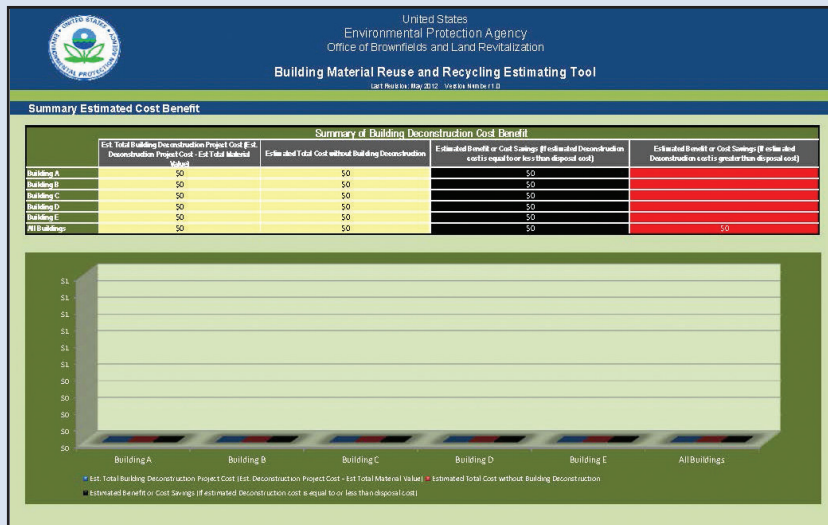 UNITED STATES
ENVIRONMENTAL PROTECTION AGENCY
United States
Environmental Protection Agency
Office of Brownfields and Land Revitalization
Building Material Reuse and Recycling Estimating Tool
Last Revision: May 2012 Version Number 1.0
Summary Estimated Cost Benefit
Summary of Building Deconstruction Cost Benefit
Est. Total Building Deconstruction Project Cost (Est. Deconstruction Project Cost - Est Total Material Value) Estimated Total Cost without Building Deconstruction Estimated Benefit or Cost Savings (If estimated Deconstruction cost is equal to or less than disposal cost) Estimated Benefit or Cost Savings (If estimated Deconstruction cost is greater than disposal cost)
Building A $0 $0 $0
Building B $0 $0 $0
Building C $0 $0 $0
Building D $0 $0 $0
Building E $0 $0 $0
All Buildings $0 $0 $0 $0
$1
$1
$1
$1
$1
$1
$0
$0
$0
$0
$0
Building A Building B Building C Building D Building E All Buildings
Est. Total Building Deconstruction Project Cost (Est. Deconstruction Project Cost - Est Total Material Value) Estimated Total Cost without Building Deconstruction
Estimated Benefit or Cost Savings (If estimated Deconstruction cost is equal to or less than disposal cost)